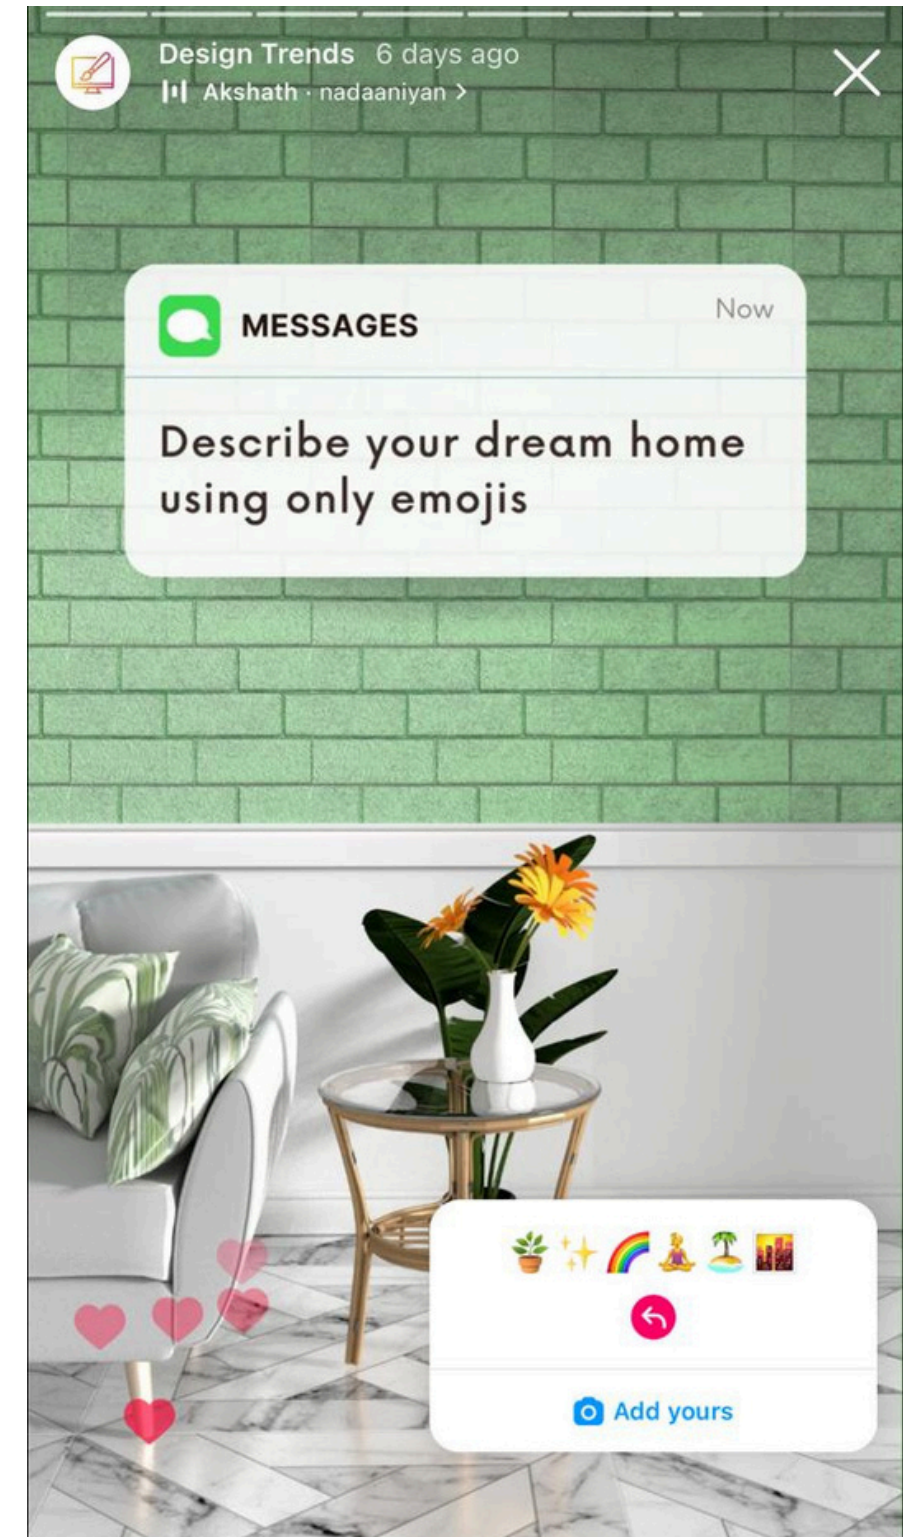 Design Trends 6 days ago
Akshath · nadaaniyan >
MESSAGES
Now
Describe your dream home
using only emojis
🪴✨🌈🧘‍♀️🏝️🌇
Add yours